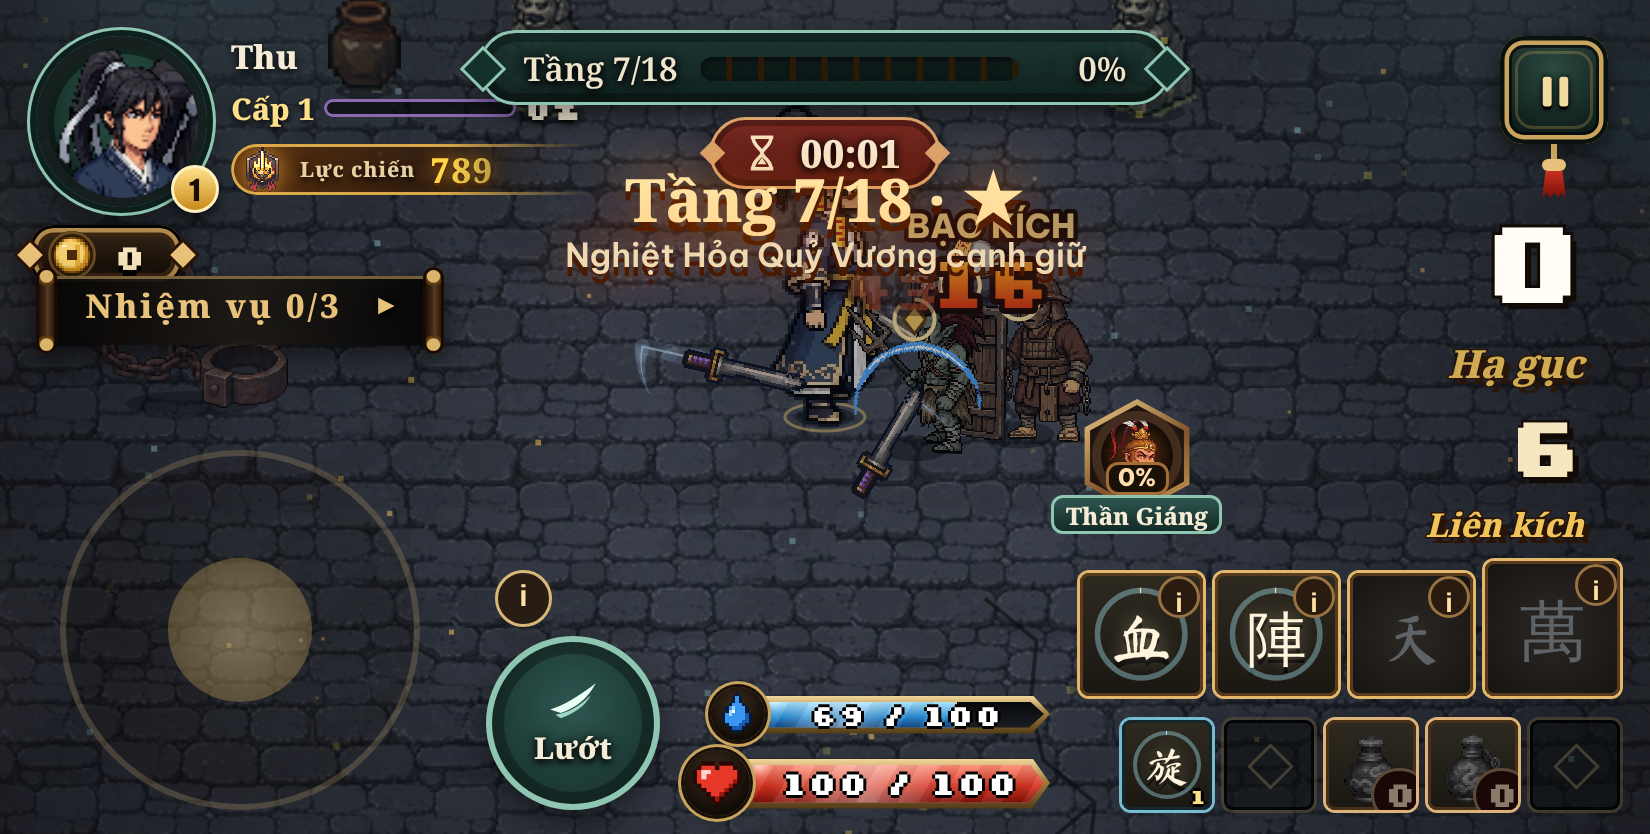 Thu
Cấp 1
Lực chiến 789
1
0
Nhiệm vụ 0/3
Tầng 7/18 0%
00:01
Tầng 7/18 · ★
BẠO KÍCH
Nghiệt Hỏa Quỷ Vương canh giữ
16
0
Hạ gục
6
Liên kích
0%
Thần Giáng
i
Lướt
69 / 100
100 / 100
血 i
陣 i
天 i
萬 i
旋 1
0
0